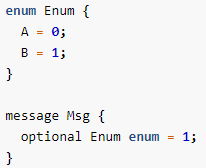 enum Enum {
  A = 0;
  B = 1;
}

message Msg {
  optional Enum enum = 1;
}